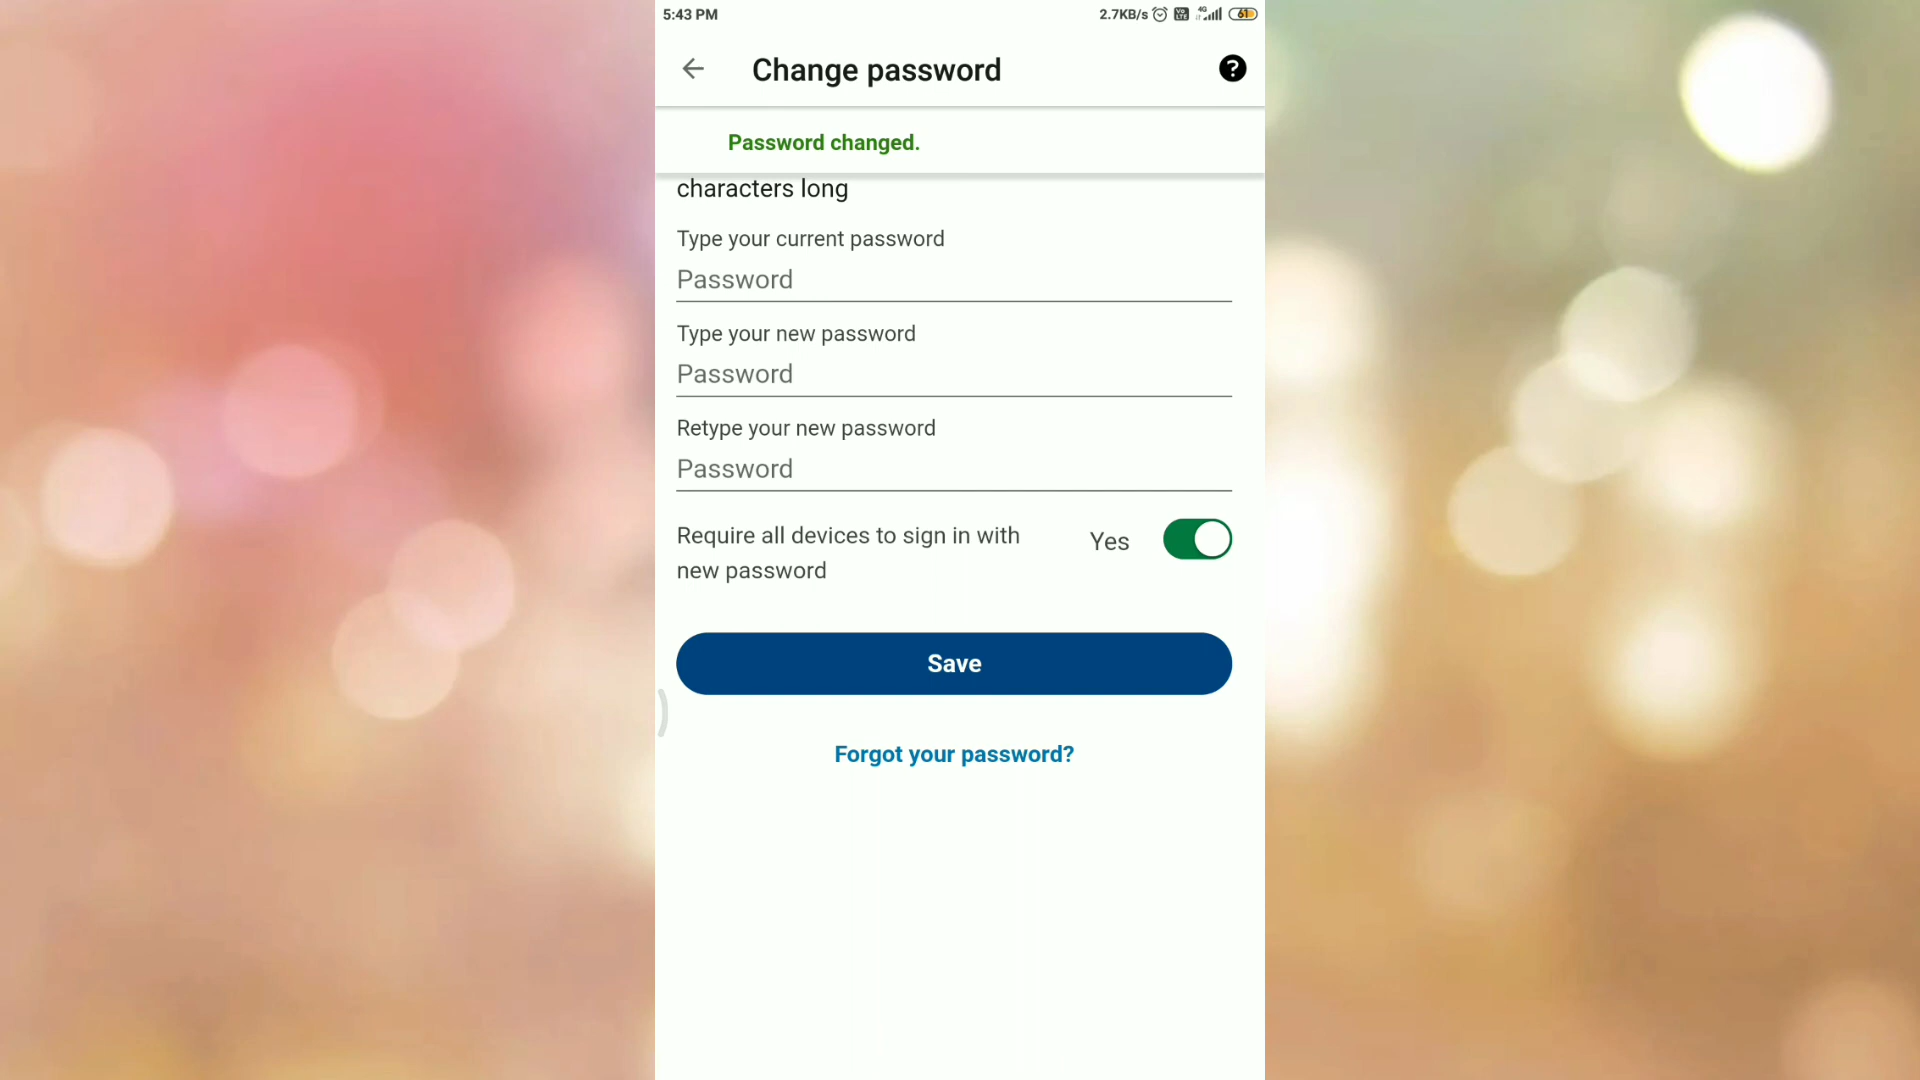 5:43 PM
2.7KB/s 4G 61
Change password
Password changed.
characters long
Type your current password
Password
Type your new password
Password
Retype your new password
Password
Require all devices to sign in with
new password
Yes
Save
Forgot your password?